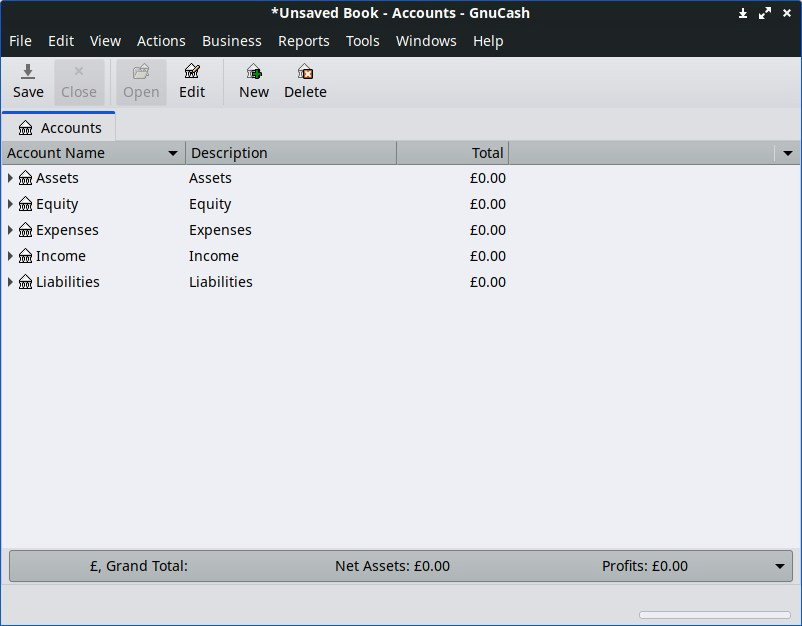 *Unsaved Book - Accounts - GnuCash
File Edit View Actions Business Reports Tools Windows Help
Save Close Open Edit New Delete
Accounts
Account Name Description Total
Assets Assets £0.00
Equity Equity £0.00
Expenses Expenses £0.00
Income Income £0.00
Liabilities Liabilities £0.00
£, Grand Total: Net Assets: £0.00 Profits: £0.00